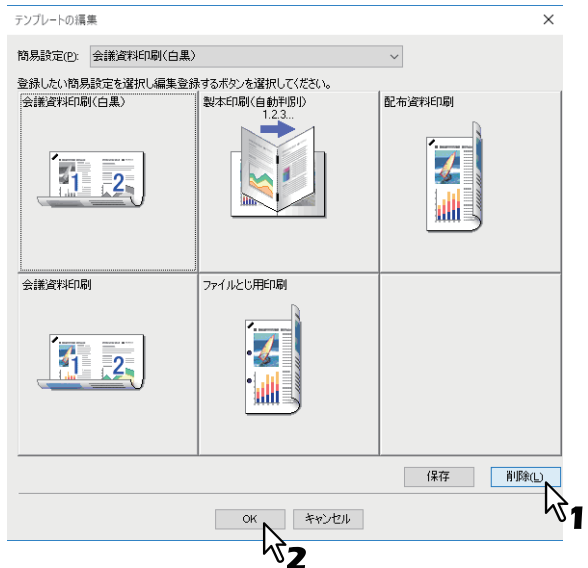 テンプレートの編集
簡易設定(P): 会議資料印刷(白黒)
登録したい簡易設定を選択し編集登録するボタンを選択してください。
会議資料印刷(白黒) 製本印刷(自動判別) 配布資料印刷
1.2.3...
1 2
会議資料印刷 ファイルとじ用印刷
1 2
保存 削除(L)
1
OK キャンセル
2